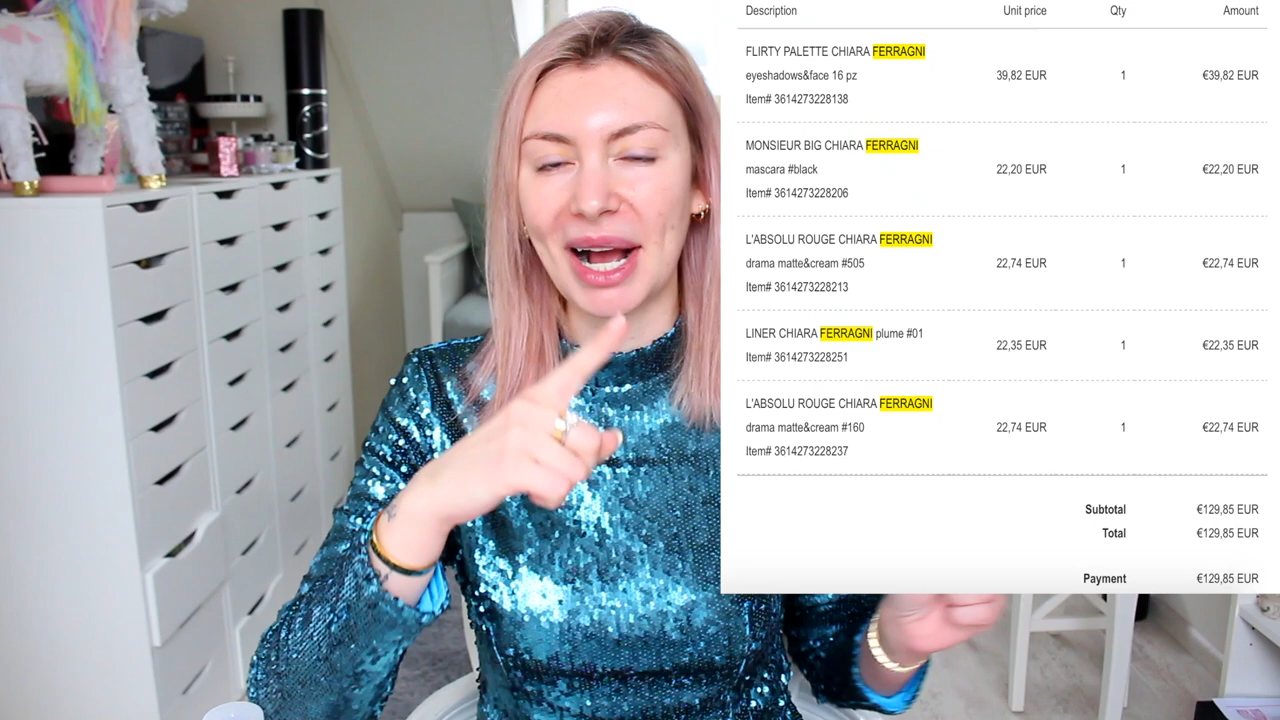 Description Unit price Qty Amount
FLIRTY PALETTE CHIARA FERRAGNI
eyeshadows&face 16 pz 39,82 EUR 1 €39,82 EUR
Item# 3614273228138
MONSIEUR BIG CHIARA FERRAGNI
mascara #black 22,20 EUR 1 €22,20 EUR
Item# 3614273228206
L'ABSOLU ROUGE CHIARA FERRAGNI
drama matte&cream #505 22,74 EUR 1 €22,74 EUR
Item# 3614273228213
LINER CHIARA FERRAGNI plume #01
22,35 EUR 1 €22,35 EUR
Item# 3614273228251
L'ABSOLU ROUGE CHIARA FERRAGNI
drama matte&cream #160 22,74 EUR 1 €22,74 EUR
Item# 3614273228237
Subtotal €129,85 EUR
Total €129,85 EUR
Payment €129,85 EUR